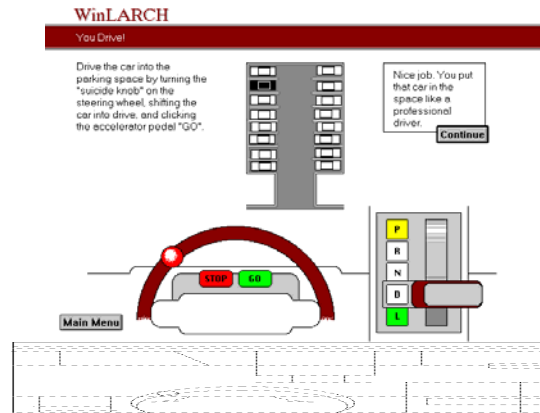 WinLARCH
You Drive!
Drive the car into the
parking space by turning the
"suicide knob" on the
steering wheel, shifting the
car into drive, and clicking
the accelerator pedal "GO".
Nice job. You put
that car in the
space like a
professional
driver.
Continue
P
R
N
D
L
STOP
GO
Main Menu